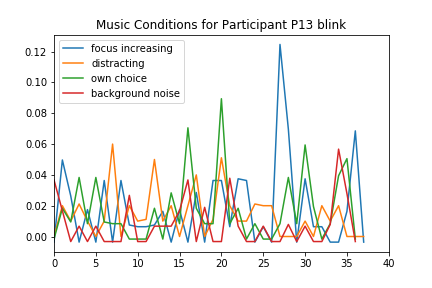 Music Conditions for Participant P13 blink
0.12
0.10
0.08
0.06
0.04
0.02
0.00
focus increasing
distracting
own choice
background noise
0 5 10 15 20 25 30 35 40